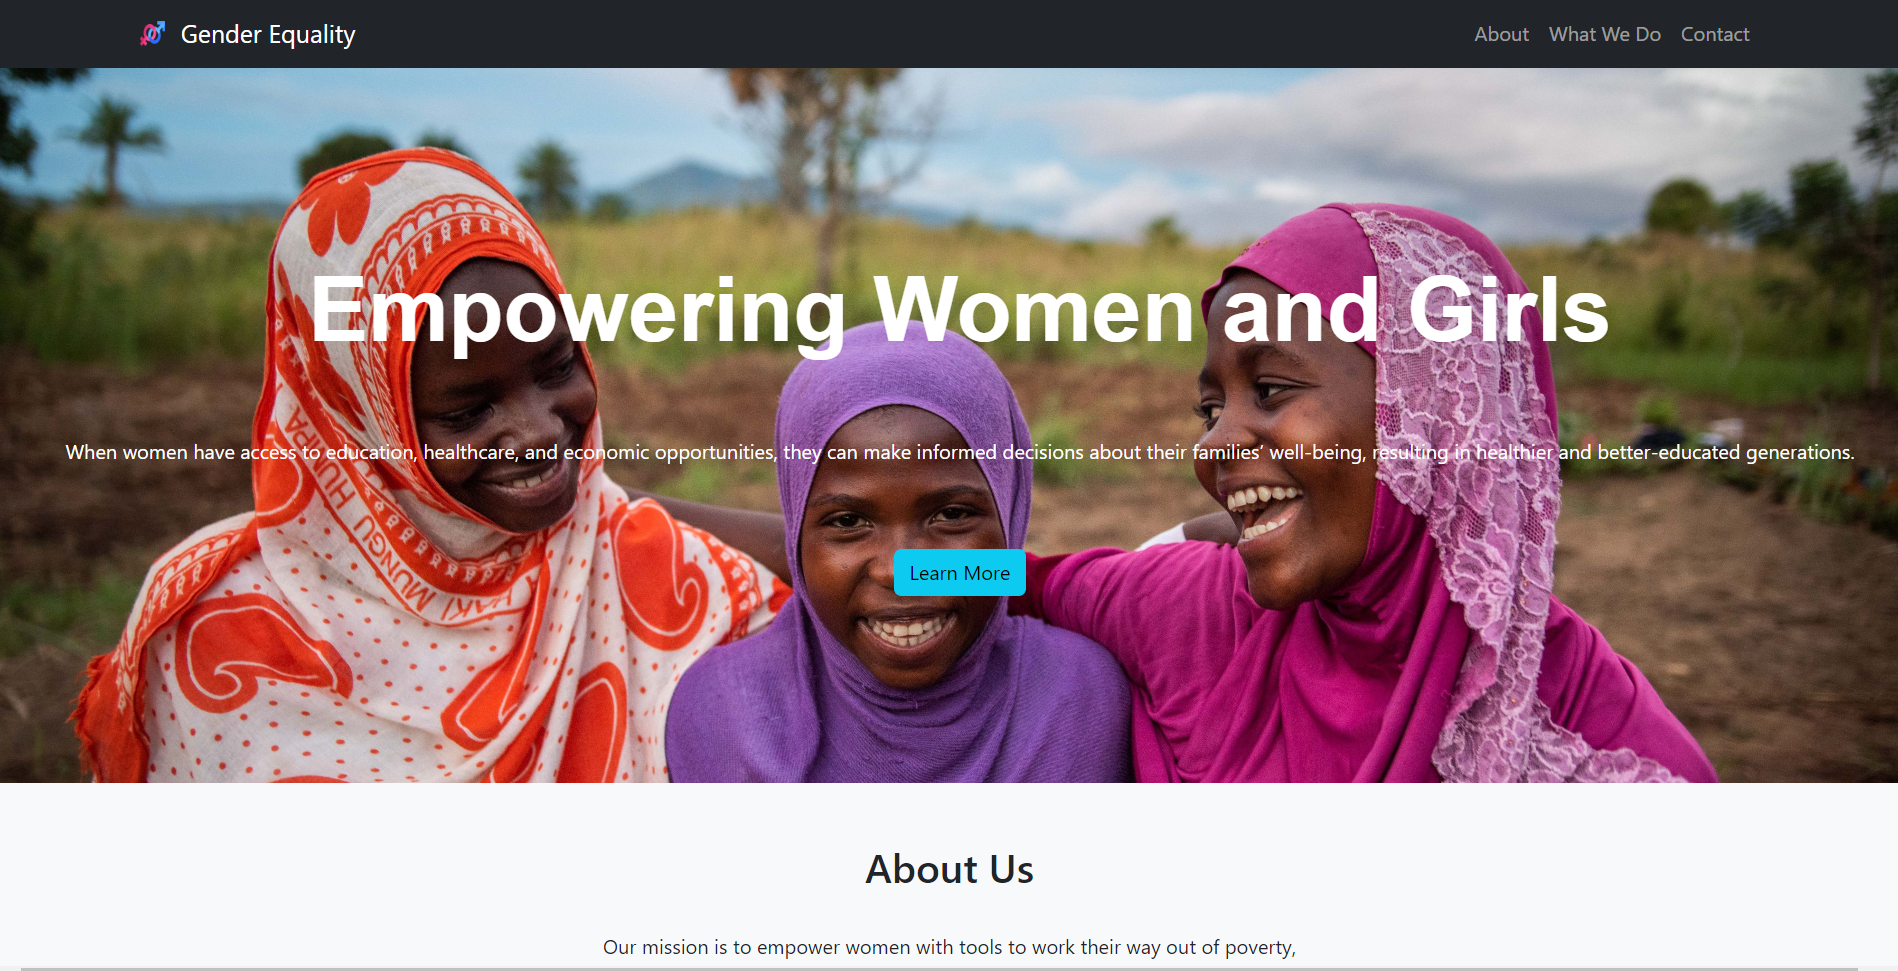 Gender Equality
About What We Do Contact
Empowering Women and Girls
When women have access to education, healthcare, and economic opportunities, they can make informed decisions about their families’ well-being, resulting in healthier and better-educated generations.
HURIPA
HAKI MUNGU
Learn More
About Us
Our mission is to empower women with tools to work their way out of poverty,